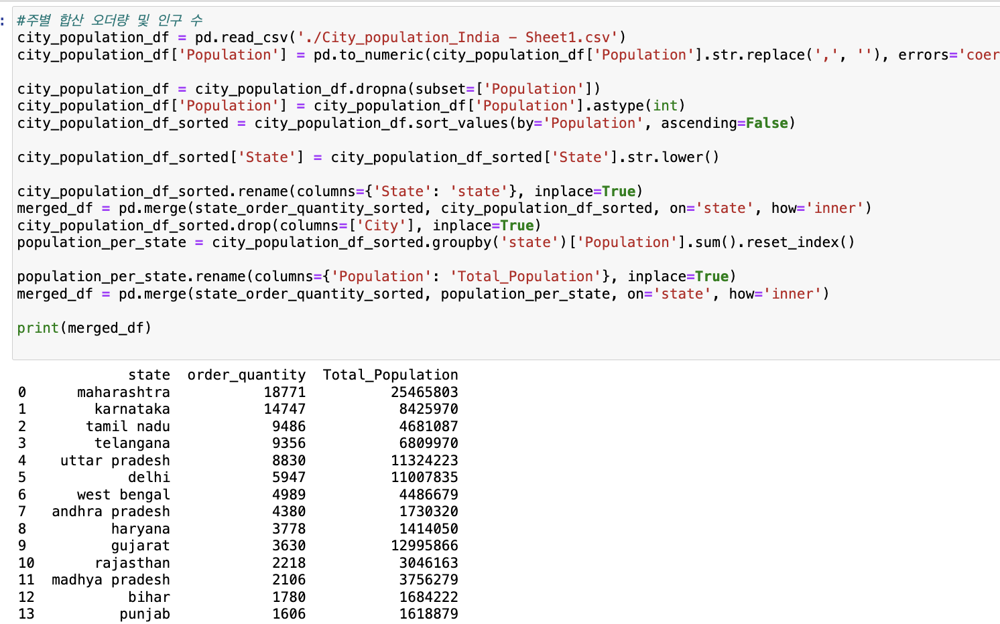 #주별 합산 오더량 및 인구 수
city_population_df = pd.read_csv('./City_population_India – Sheet1.csv')
city_population_df['Population'] = pd.to_numeric(city_population_df['Population'].str.replace(',', ''), errors='coer
city_population_df = city_population_df.dropna(subset=['Population'])
city_population_df['Population'] = city_population_df['Population'].astype(int)
city_population_df_sorted = city_population_df.sort_values(by='Population', ascending=False)
city_population_df_sorted['State'] = city_population_df_sorted['State'].str.lower()
city_population_df_sorted.rename(columns={'State': 'state'}, inplace=True)
merged_df = pd.merge(state_order_quantity_sorted, city_population_df_sorted, on='state', how='inner')
city_population_df_sorted.drop(columns=['City'], inplace=True)
population_per_state = city_population_df_sorted.groupby('state')['Population'].sum().reset_index()
population_per_state.rename(columns={'Population': 'Total_Population'}, inplace=True)
merged_df = pd.merge(state_order_quantity_sorted, population_per_state, on='state', how='inner')
print(merged_df)
state order_quantity Total_Population
0 maharashtra 18771 25465803
1 karnataka 14747 8425970
2 tamil nadu 9486 4681087
3 telangana 9356 6809970
4 uttar pradesh 8830 11324223
5 delhi 5947 11007835
6 west bengal 4989 4486679
7 andhra pradesh 4380 1730320
8 haryana 3778 1414050
9 gujarat 3630 12995866
10 rajasthan 2218 3046163
11 madhya pradesh 2106 3756279
12 bihar 1780 1684222
13 punjab 1606 1618879